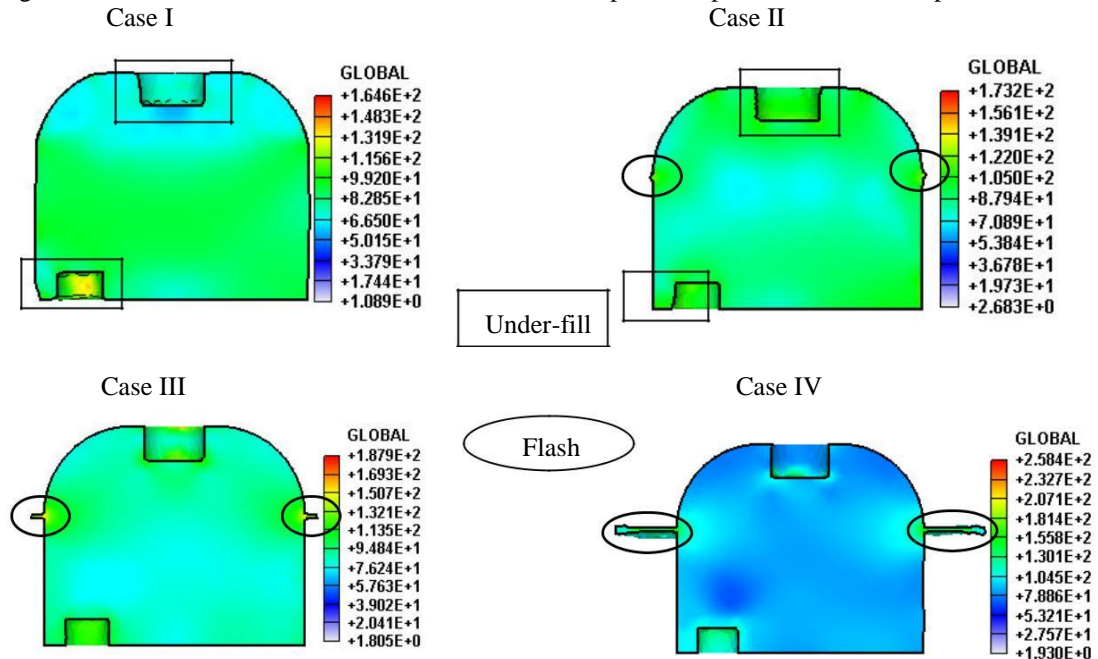 Case I
Case II
GLOBAL
+1.646E+2
+1.483E+2
+1.319E+2
+1.156E+2
+9.920E+1
+8.285E+1
+6.650E+1
+5.015E+1
+3.379E+1
+1.744E+1
+1.089E+0
GLOBAL
+1.732E+2
+1.561E+2
+1.391E+2
+1.220E+2
+1.050E+2
+8.794E+1
+7.089E+1
+5.384E+1
+3.678E+1
+1.973E+1
+2.683E+0
Under-fill
Case III
Case IV
GLOBAL
+1.879E+2
+1.693E+2
+1.507E+2
+1.321E+2
+1.135E+2
+9.484E+1
+7.624E+1
+5.763E+1
+3.902E+1
+2.041E+1
+1.805E+0
Flash
GLOBAL
+2.584E+2
+2.327E+2
+2.071E+2
+1.814E+2
+1.558E+2
+1.301E+2
+1.045E+2
+7.886E+1
+5.321E+1
+2.757E+1
+1.930E+0